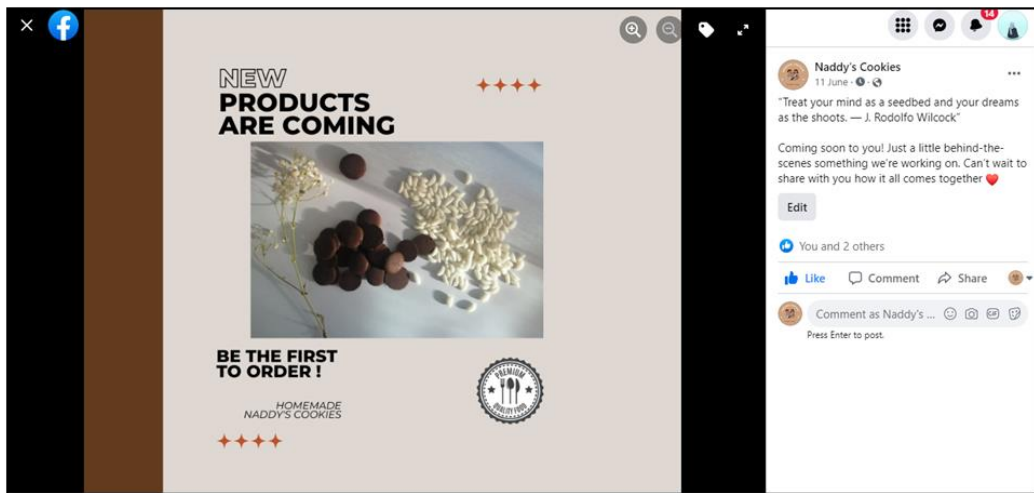 NEW
PRODUCTS
ARE COMING
BE THE FIRST
TO ORDER !
HOMEMADE
NADDY'S COOKIES
PREMIUM
QUALITY FOOD
14
Naddy's Cookies
11 June ·
"Treat your mind as a seedbed and your dreams
as the shoots. — J. Rodolfo Wilcock"
Coming soon to you! Just a little behind-the-
scenes something we're working on. Can't wait to
share with you how it all comes together
Edit
You and 2 others
Like Comment Share
Comment as Naddy's ... GIF
Press Enter to post.